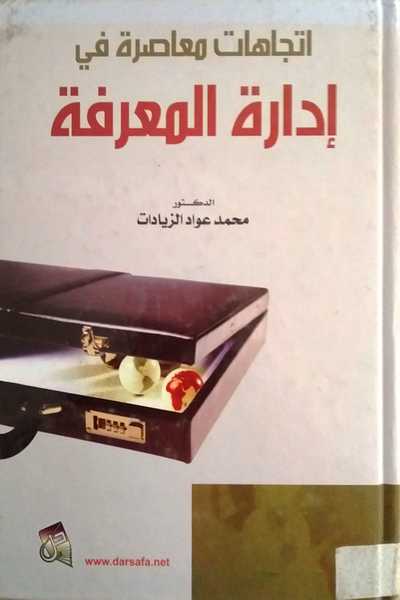 اتجاهات معاصرة في
إدارة المعرفة
الدكتور
محمد عواد الزيادات
www.darsafa.net